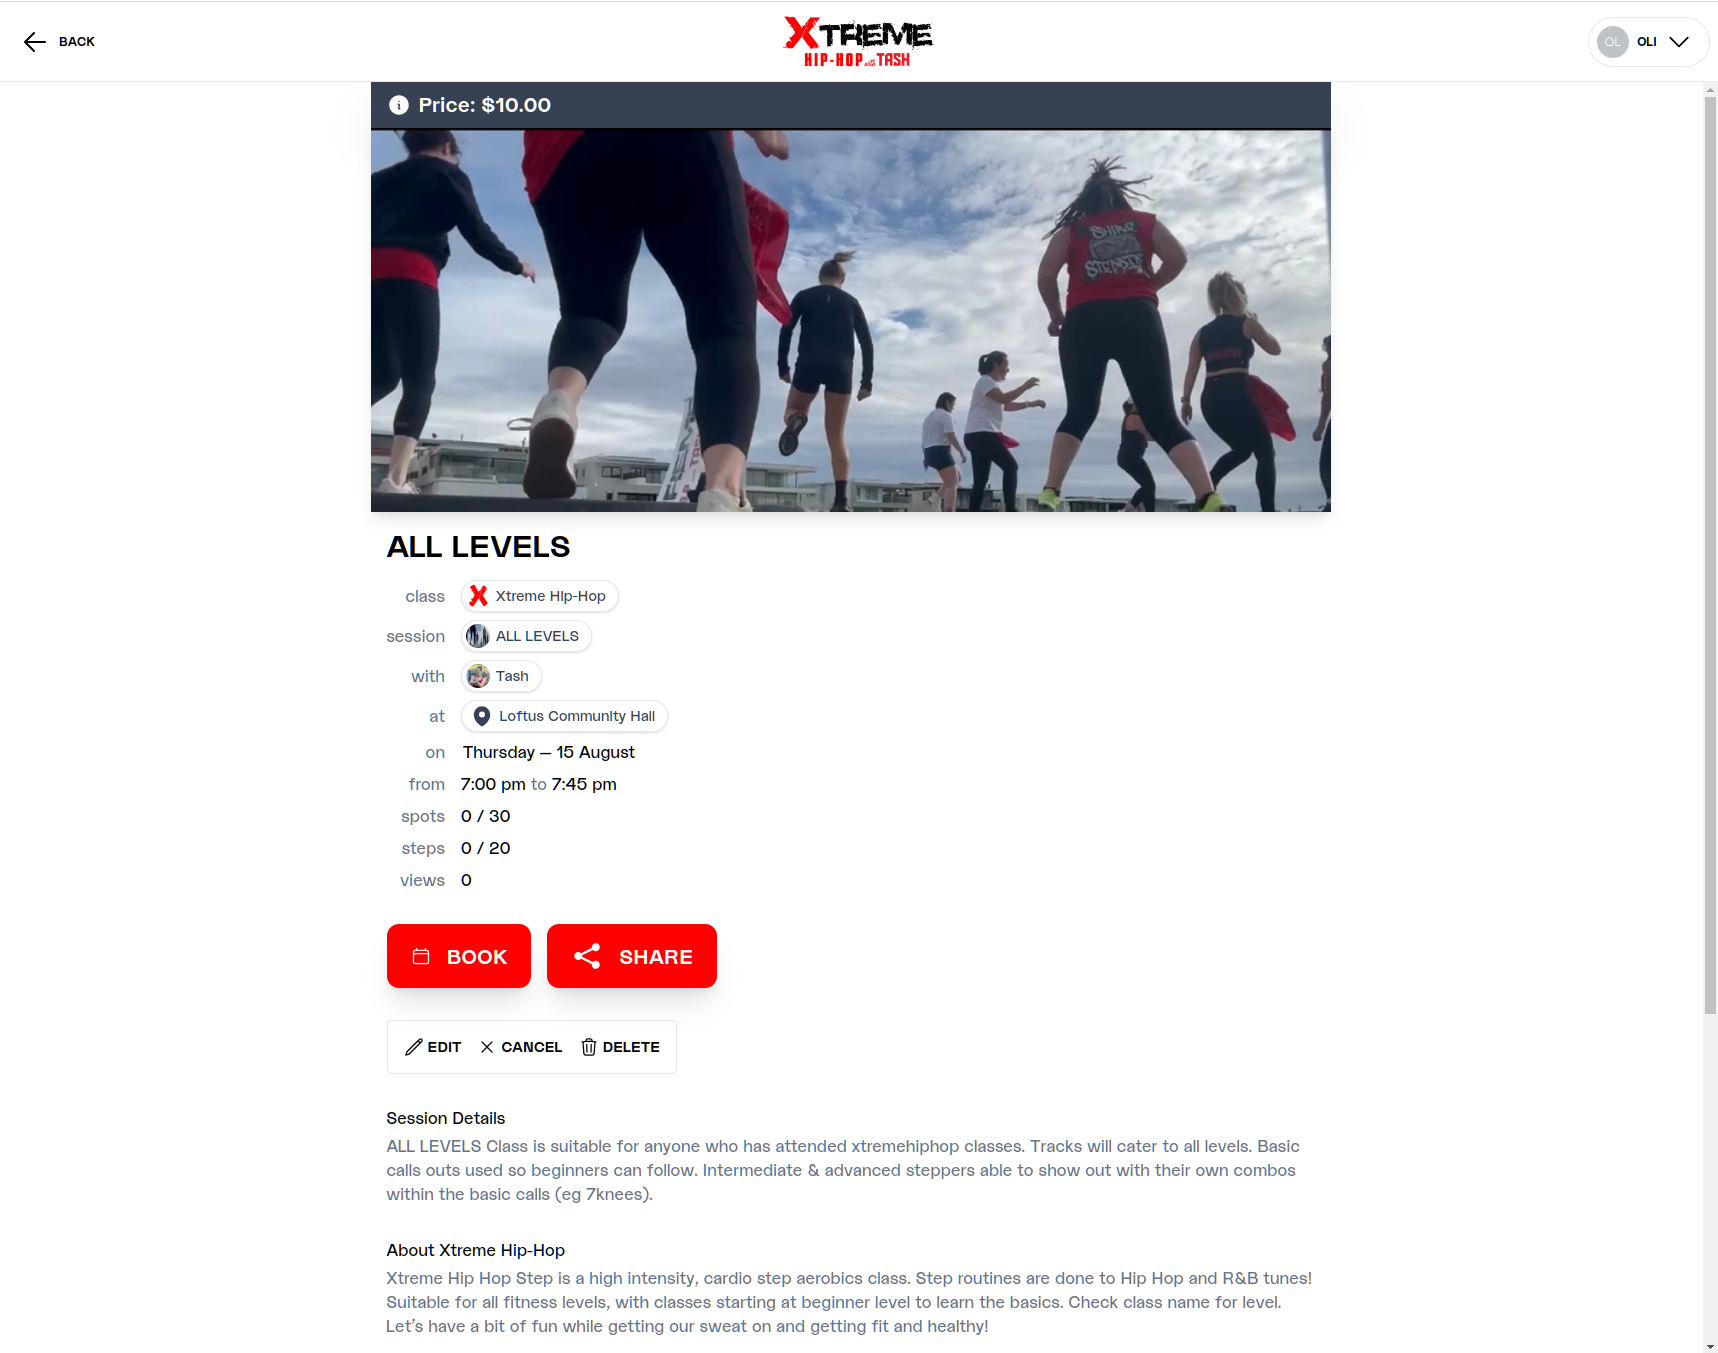 BACK
XTREME
HIP-HOP with TASH
OL OLI
Price: $10.00
SHIRE
STEPPIN
ALL LEVELS
class Xtreme Hip-Hop
session ALL LEVELS
with Tash
at Loftus Community Hall
on Thursday — 15 August
from 7:00 pm to 7:45 pm
spots 0 / 30
steps 0 / 20
views 0
BOOK SHARE
EDIT CANCEL DELETE
Session Details
ALL LEVELS Class is suitable for anyone who has attended xtremehiphop classes. Tracks will cater to all levels. Basic
calls outs used so beginners can follow. Intermediate & advanced steppers able to show out with their own combos
within the basic calls (eg 7knees).
About Xtreme Hip-Hop
Xtreme Hip Hop Step is a high intensity, cardio step aerobics class. Step routines are done to Hip Hop and R&B tunes!
Suitable for all fitness levels, with classes starting at beginner level to learn the basics. Check class name for level.
Let's have a bit of fun while getting our sweat on and getting fit and healthy!